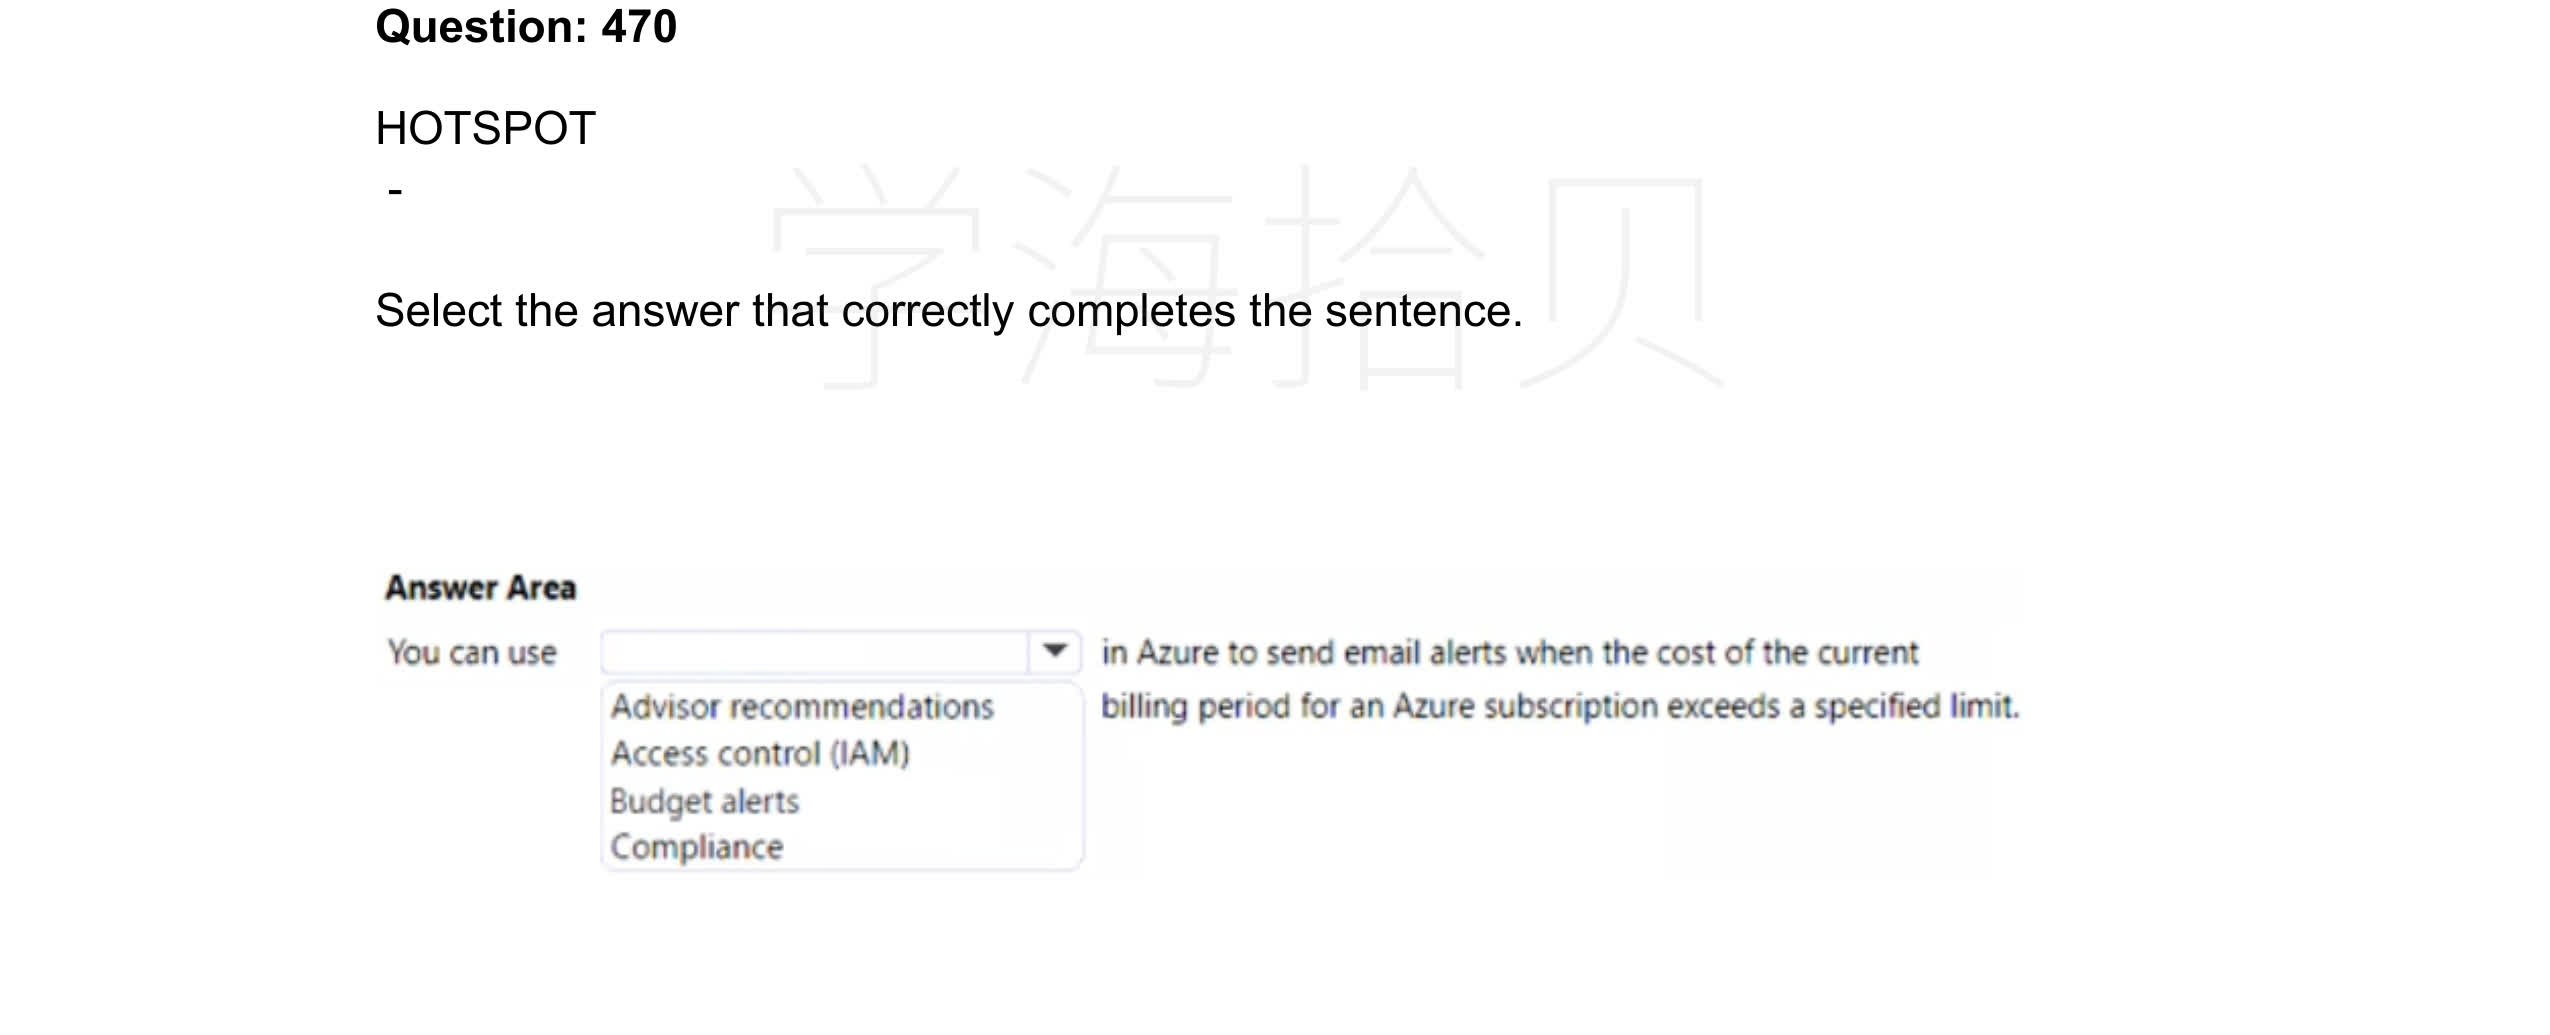 Question: 470
HOTSPOT
-
学海拾贝
Select the answer that correctly completes the sentence.
Answer Area
You can use in Azure to send email alerts when the cost of the current
Advisor recommendations billing period for an Azure subscription exceeds a specified limit.
Access control (IAM)
Budget alerts
Compliance